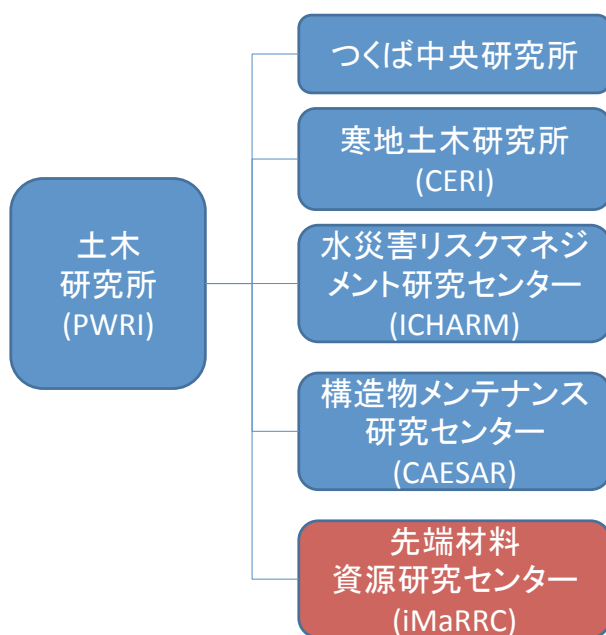 つくば中央研究所
寒地土木研究所
(CERI)
土木
研究所
(PWRI)
水災害リスクマネジ
メント研究センター
(ICHARM)
構造物メンテナンス
研究センター
(CAESAR)
先端材料
資源研究センター
(iMaRRC)